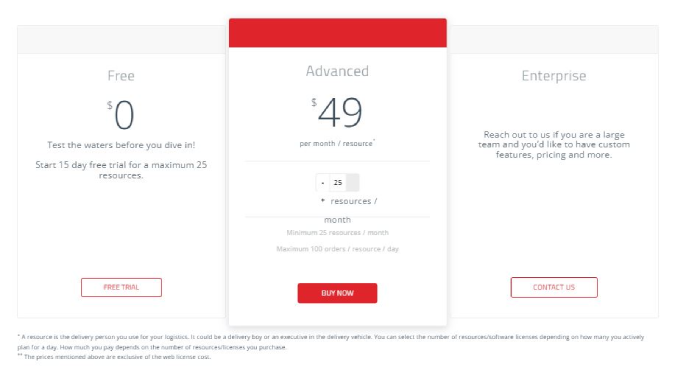 Free
$0
Test the waters before you dive in!
Start 15 day free trial for a maximum 25
resources.
FREE TRIAL
Advanced
$49
per month / resource*
25
* resources /
month
Minimum 25 resources / month
Maximum 100 orders / resource / day
BUY NOW
Enterprise
Reach out to us if you are a large
team and you'd like to have custom
features, pricing and more.
CONTACT US
* A resource is the delivery person you use for your logistics. It could be a delivery boy or an executive in the delivery vehicle. You can select the number of resources/software licences depending on how many you actively
plan for a day. How much you pay depends on the number of resources/licenses you purchase.
** The prices mentioned above are exclusive of the web license cost.